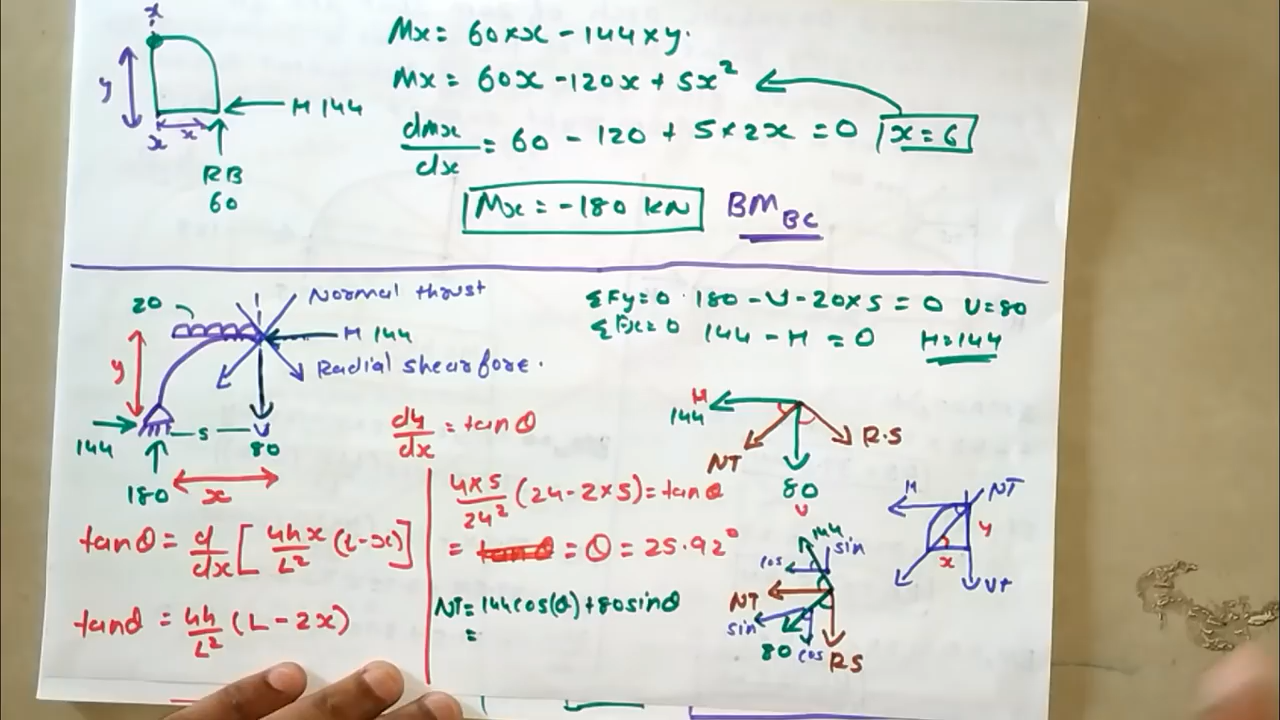 x
y
x
x
H 144
RB
60
Mx = 60×x - 144×y.
Mx = 60x - 120x + 5x²
dMx/dx = 60 - 120 + 5×2x = 0 x = 6
Mx = -180 kN BM BC
20
Normal thrust
H 144
Radial shear fore.
y
144
5
80
180
x
ΣFy=0 180 - V - 20×5 = 0 V=80
ΣFx=0 144 - H = 0 H=144
dy/dx = tanθ
H
144
NT
R.S
80
V
tanθ = d/dx [4hx/L² (L-x)]
tanθ = 4h/L² (L - 2x)
4×5/24² (24 - 2×5) = tanθ
= θ = 25.92°
NT = 144cos(θ) + 80sinθ
=
144
sin
cos
NT
sin
80
cos
RS
H
NT
y
x